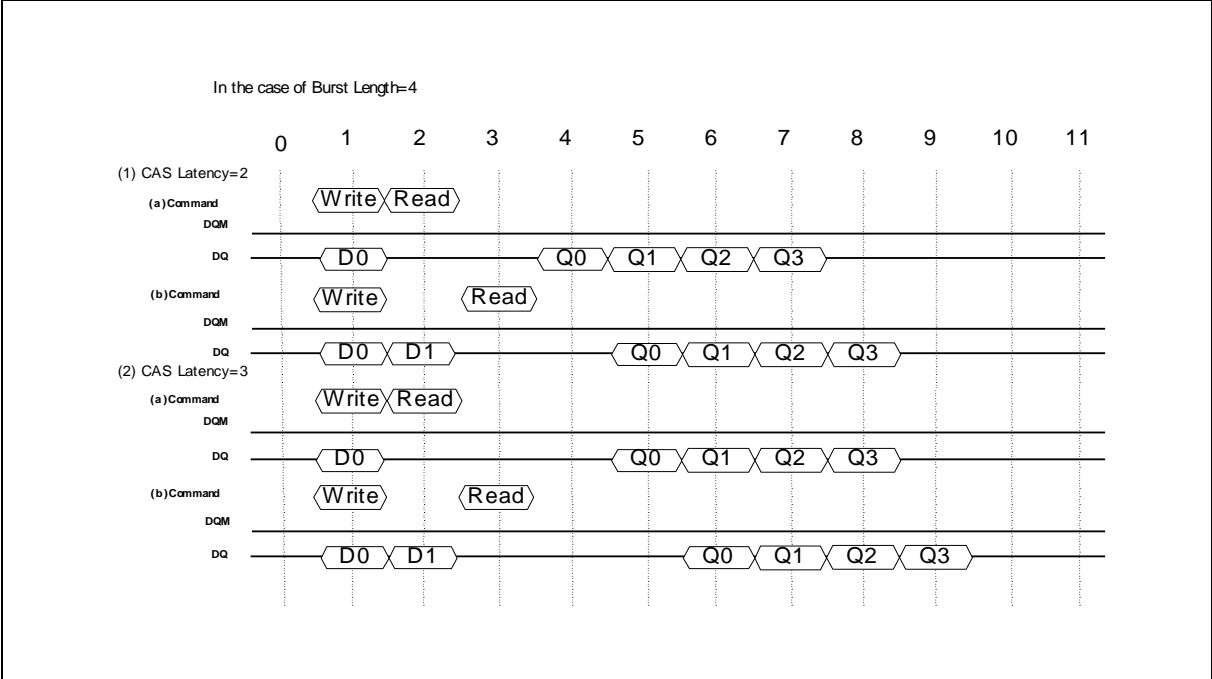 In the case of Burst Length=4
0 1 2 3 4 5 6 7 8 9 10 11
(1) CAS Latency=2
(a)Command Write Read
DQM
DQ D0 Q0 Q1 Q2 Q3
(b)Command Write Read
DQM
DQ D0 D1 Q0 Q1 Q2 Q3
(2) CAS Latency=3
(a)Command Write Read
DQM
DQ D0 Q0 Q1 Q2 Q3
(b)Command Write Read
DQM
DQ D0 D1 Q0 Q1 Q2 Q3